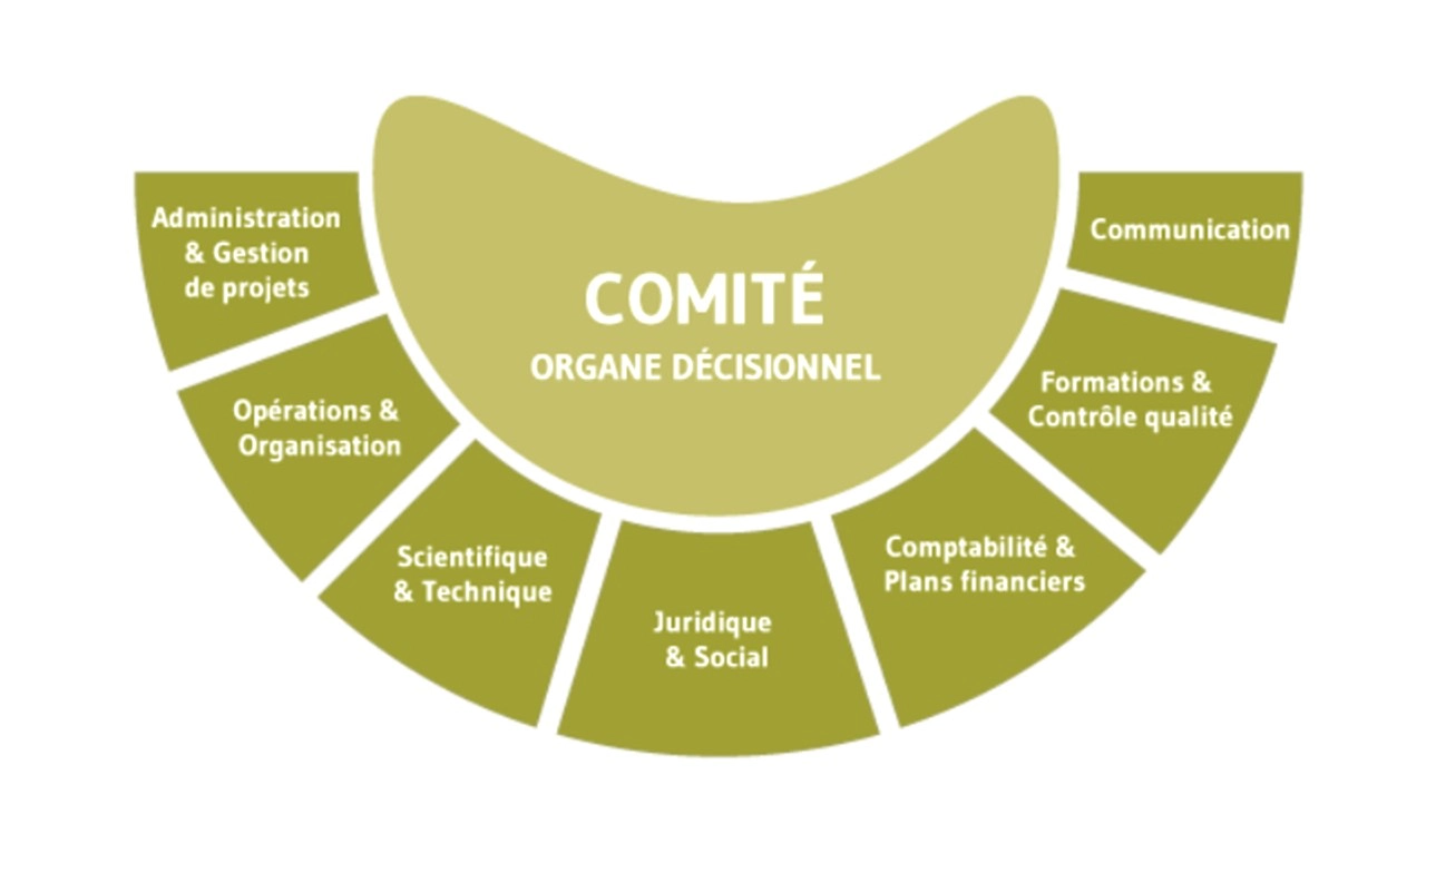 COMITÉ
ORGANE DÉCISIONNEL
Administration
& Gestion
de projets
Opérations &
Organisation
Scientifique
& Technique
Juridique
& Social
Comptabilité &
Plans financiers
Formations &
Contrôle qualité
Communication